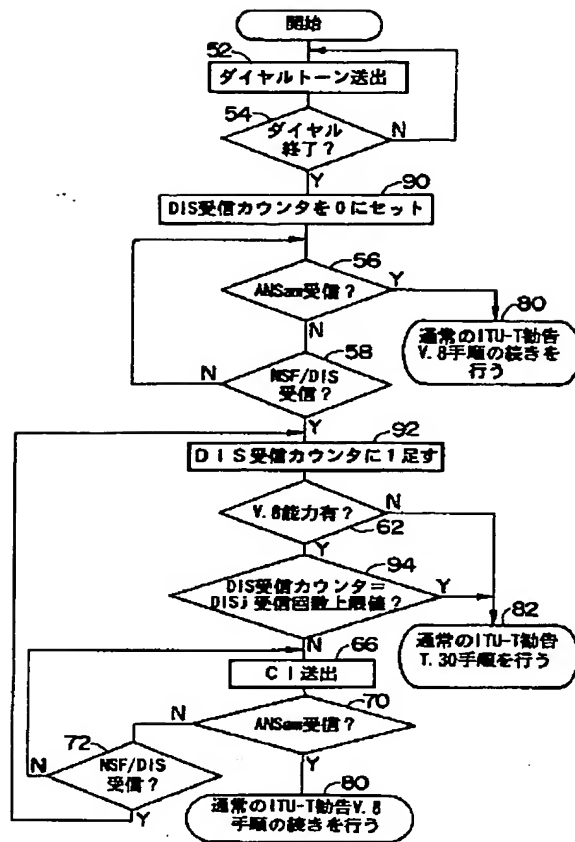 開始
52
ダイヤルトーン送出
54
ダイヤル
終了?
N
Y
90
DIS受信カウンタを0にセット
56
ANSam受信?
Y
80
N
通常のITU-T勧告
V.8手順の続きを
行う
58
N
NSF/DIS
受信?
Y
92
DIS受信カウンタに1足す
V.8能力有?
N
62
Y
94
DIS受信カウンタ=
DISj受信回数上限値?
Y
82
N
通常のITU-T勧告
T.30手順を行う
66
CI送出
70
N
ANSam受信?
72
N
NSF/DIS
受信?
Y
Y
80
通常のITU-T勧告V.8
手順の続きを行う